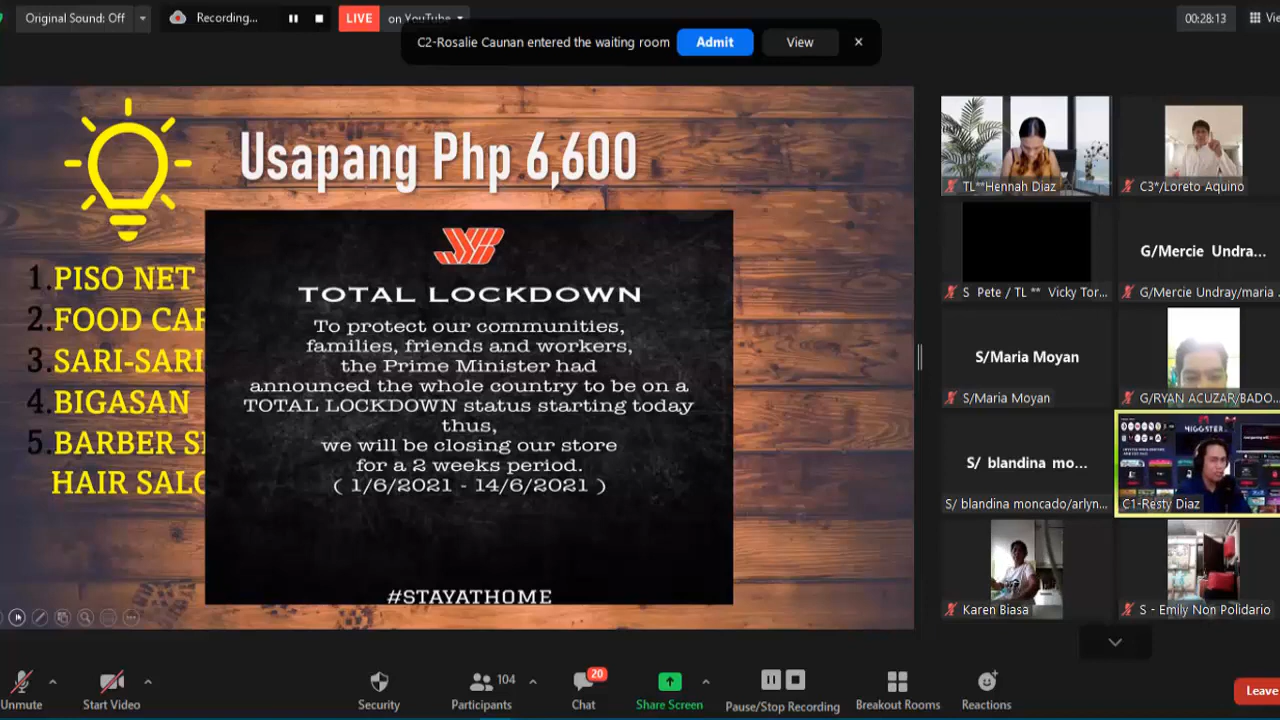 Original Sound: Off
Recording...
LIVE
on YouTube
C2-Rosalie Caunan entered the waiting room
Admit
View
00:28:13
Usapang Php 6,600
1.PISO NET
2.FOOD CAR
3.SARI-SARI
4.BIGASAN
5.BARBER S
HAIR SALO
TOTAL LOCKDOWN
To protect our communities,
families, friends and workers,
the Prime Minister had
announced the whole country to be on a
TOTAL LOCKDOWN status starting today
thus,
we will be closing our store
for a 2 weeks period.
( 1/6/2021 - 14/6/2021 )
#STAYATHOME
TL**Hennah Diaz
C3*/Loreto Aquino
S Pete / TL ** Vicky Tor...
G/Mercie Undra...
G/Mercie Undray/maria
S/Maria Moyan
S/Maria Moyan
G/RYAN ACUZAR/BADO...
S/ blandina mo...
S/ blandina moncado/arlyn...
C1-Resty Diaz
Karen Biasa
S - Emily Non Polidario
Unmute
Start Video
Security
104
Participants
20
Chat
Share Screen
Pause/Stop Recording
Breakout Rooms
Reactions
Leave